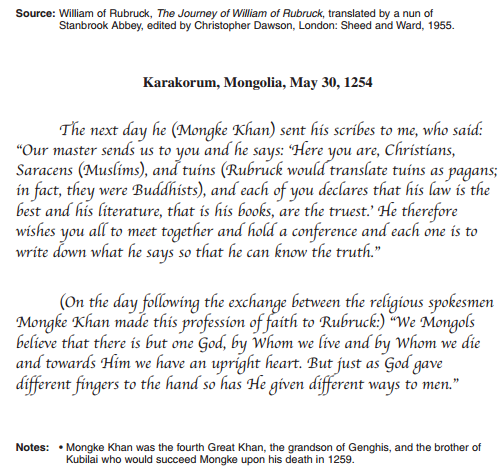 Source: William of Rubruck, The Journey of William of Rubruck, translated by a nun of
Stanbrook Abbey, edited by Christopher Dawson, London: Sheed and Ward, 1955.
Karakorum, Mongolia, May 30, 1254
The next day he (Mongke Khan) sent his scribes to me, who said:
"Our master sends us to you and he says: 'Here you are, Christians,
Saracens (Muslims), and tuins (Rubruck would translate tuins as pagans;
in fact, they were Buddhists), and each of you declares that his law is the
best and his literature, that is his books, are the truest.' He therefore
wishes you all to meet together and hold a conference and each one is to
write down what he says so that he can know the truth."
(On the day following the exchange between the religious spokesmen
Mongke Khan made this profession of faith to Rubruck:) "We Mongols
believe that there is but one God, by Whom we live and by Whom we die
and towards Him we have an upright heart. But just as God gave
different fingers to the hand so has He given different ways to men."
Notes: • Mongke Khan was the fourth Great Khan, the grandson of Genghis, and the brother of
Kubilai who would succeed Mongke upon his death in 1259.